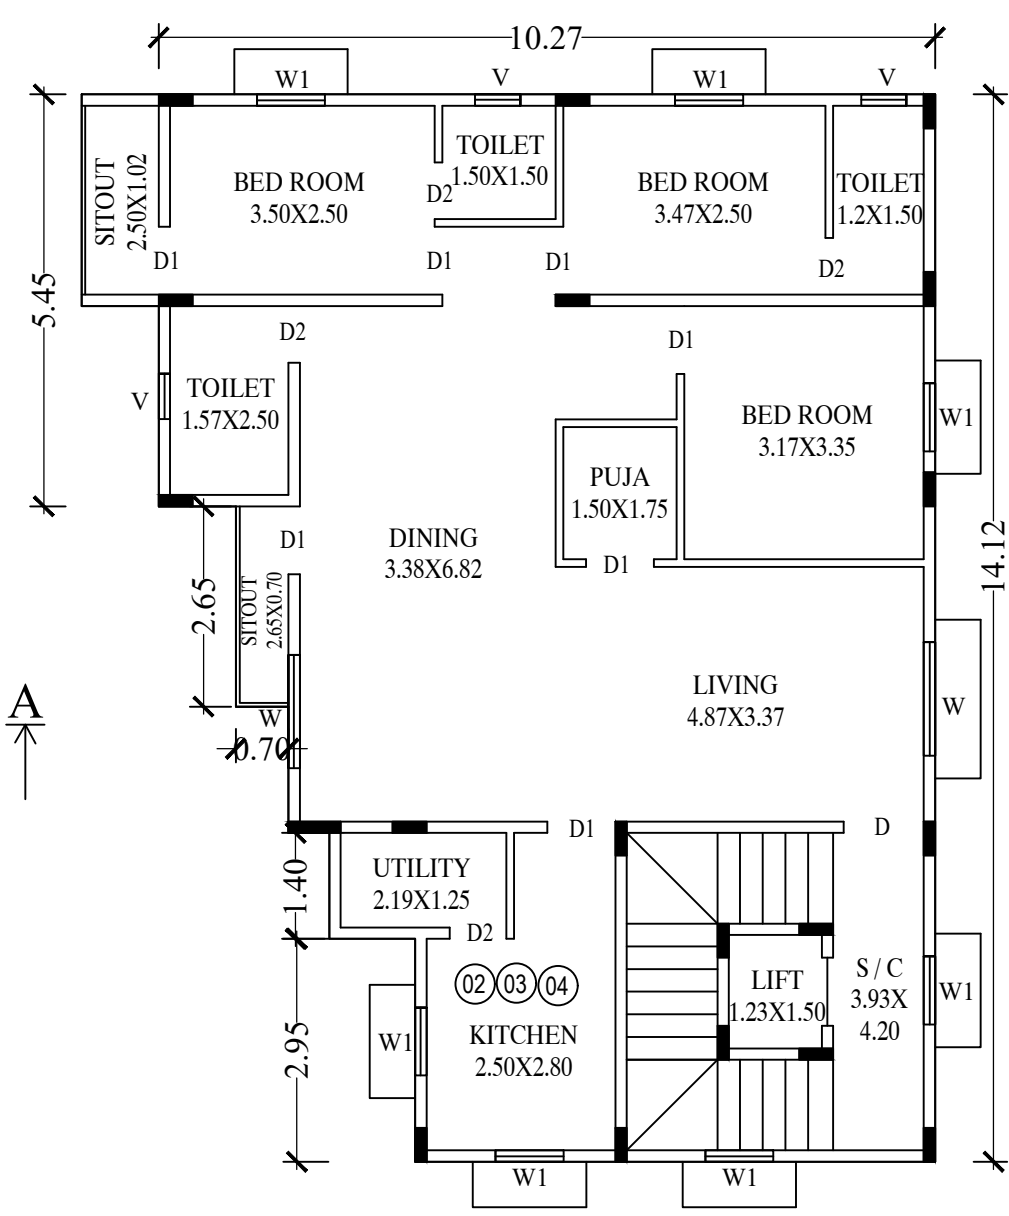 10.27
W1
V
W1
V
SITOUT
2.50X1.02
BED ROOM
3.50X2.50
TOILET
1.50X1.50
D2
BED ROOM
3.47X2.50
TOILET
1.2X1.50
D1
D1
D1
D2
5.45
D2
D1
V
TOILET
1.57X2.50
BED ROOM
3.17X3.35
W1
PUJA
1.50X1.75
D1
DINING
3.38X6.82
D1
14.12
2.65
SITOUT
2.65X0.70
LIVING
4.87X3.37
W
A
W
0.70
D1
D
1.40
UTILITY
2.19X1.25
D2
02 03 04
KITCHEN
2.50X2.80
LIFT
1.23X1.50
S / C
3.93X
4.20
W1
W1
2.95
W1
W1